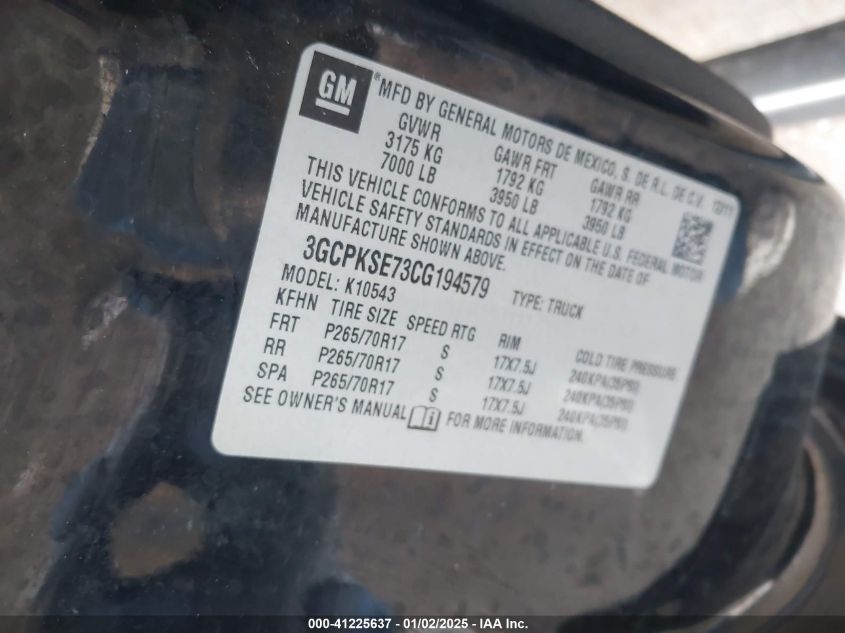 GM
®MFD BY GENERAL MOTORS DE MEXICO, S. DE R.L. DE C.V. 12/11
GVWR GAWR FRT GAWR RR
3175 KG 1792 KG 1792 KG
7000 LB 3950 LB 3950 LB
THIS VEHICLE CONFORMS TO ALL APPLICABLE U.S. FEDERAL MOTOR
VEHICLE SAFETY STANDARDS IN EFFECT ON THE DATE OF
MANUFACTURE SHOWN ABOVE.
3GCPKSE73CG194579 TYPE: TRUCK
MODEL: K10543
KFHN TIRE SIZE SPEED RTG RIM COLD TIRE PRESSURE
FRT P265/70R17 S 17X7.5J 240KPA(35PSI)
RR P265/70R17 S 17X7.5J 240KPA(35PSI)
SPA P265/70R17 S 17X7.5J 240KPA(35PSI)
SEE OWNER'S MANUAL FOR MORE INFORMATION.
000-41225637 - 01/02/2025 - IAA Inc.